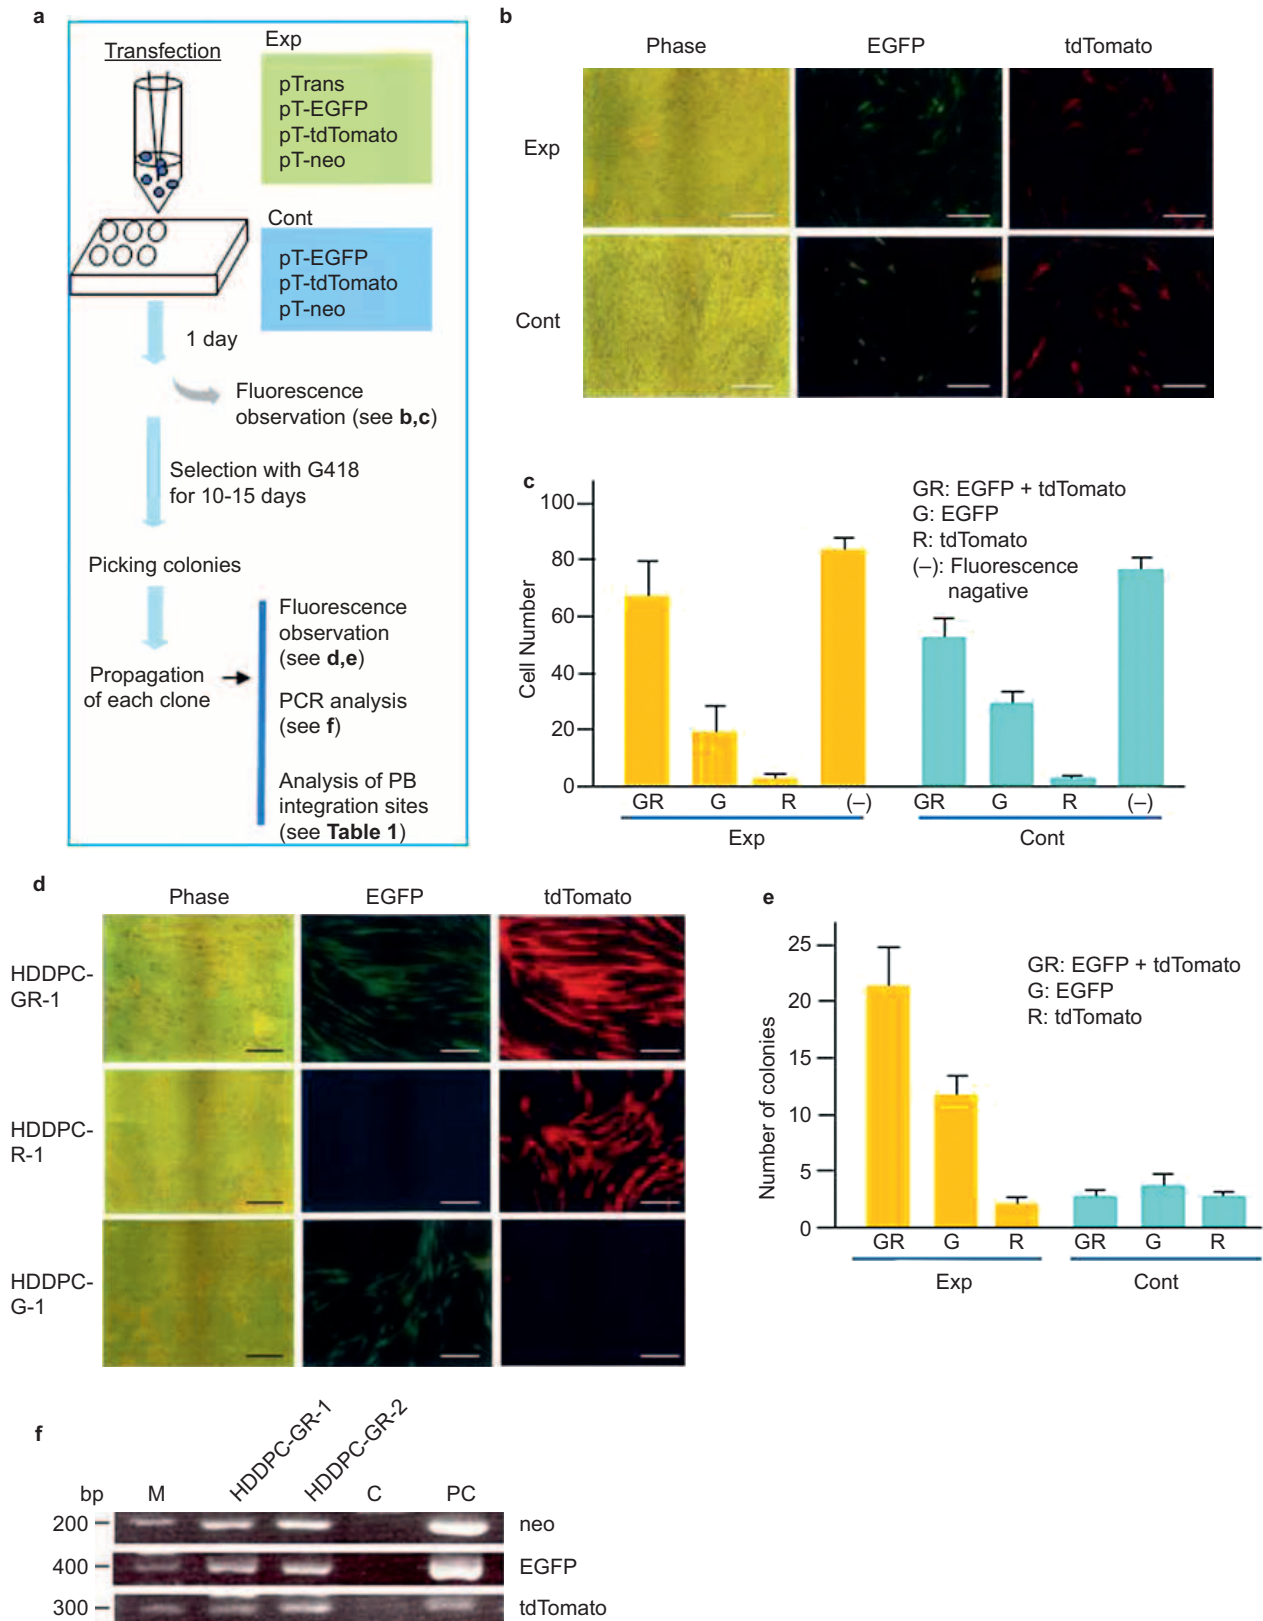 a
Transfection
Exp
pTrans
pT-EGFP
pT-tdTomato
pT-neo
Cont
pT-EGFP
pT-tdTomato
pT-neo
1 day
Fluorescence
observation (see b,c)
Selection with G418
for 10-15 days
Picking colonies
Propagation
of each clone
Fluorescence
observation
(see d,e)
PCR analysis
(see f)
Analysis of PB
integration sites
(see Table 1)
b
Phase EGFP tdTomato
Exp
Cont
c
Cell Number
100
80
60
40
20
0
GR: EGFP + tdTomato
G: EGFP
R: tdTomato
(–): Fluorescence
nagative
GR G R (–) GR G R (–)
Exp Cont
d
Phase EGFP tdTomato
HDDPC-
GR-1
HDDPC-
R-1
HDDPC-
G-1
e
Number of colonies
25
20
15
10
5
0
GR: EGFP + tdTomato
G: EGFP
R: tdTomato
GR G R GR G R
Exp Cont
f
bp M HDDPC-GR-1 HDDPC-GR-2 C PC
200 neo
400 EGFP
300 tdTomato